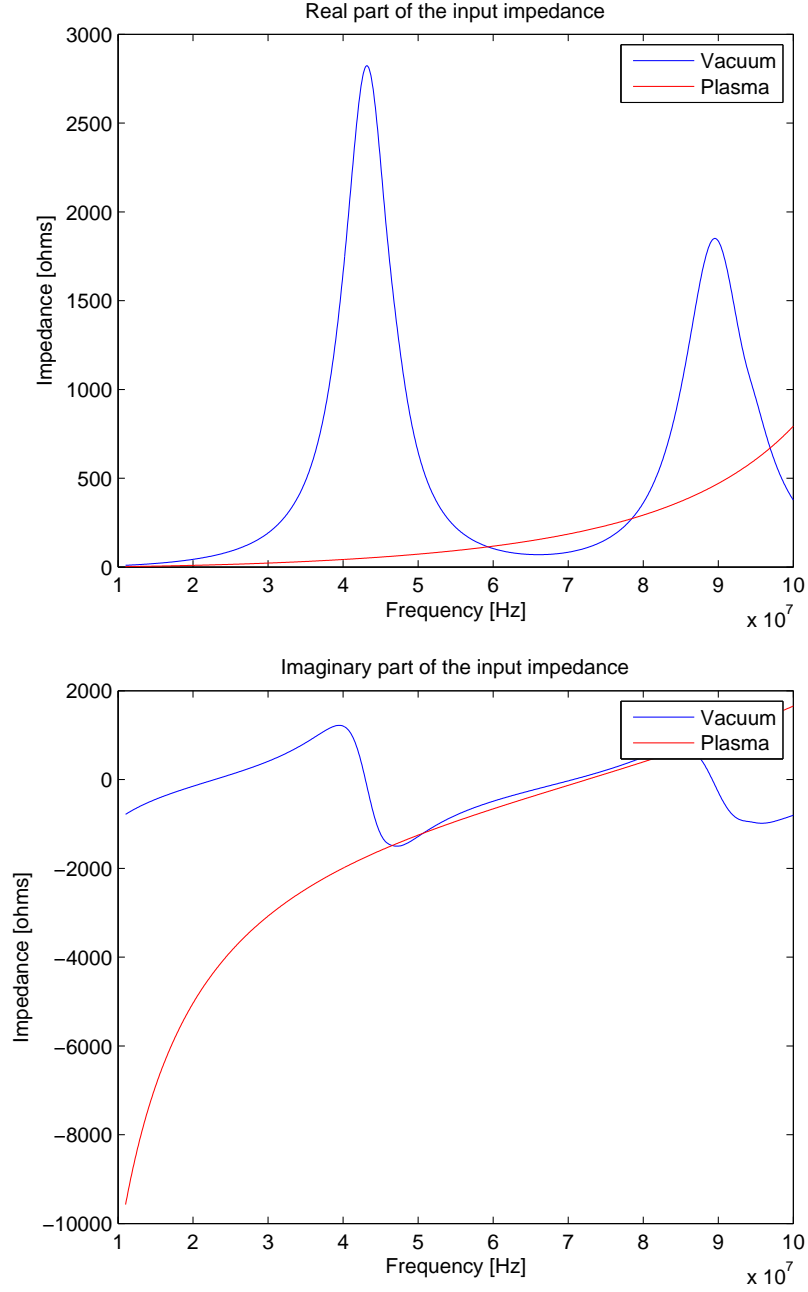 Real part of the input impedance
3000
2500
2000
1500
1000
500
0
Impedance [ohms]
Vacuum
Plasma
1 2 3 4 5 6 7 8 9 10
Frequency [Hz]
x 10^7
Imaginary part of the input impedance
2000
0
−2000
−4000
−6000
−8000
−10000
Impedance [ohms]
Vacuum
Plasma
1 2 3 4 5 6 7 8 9 10
Frequency [Hz]
x 10^7